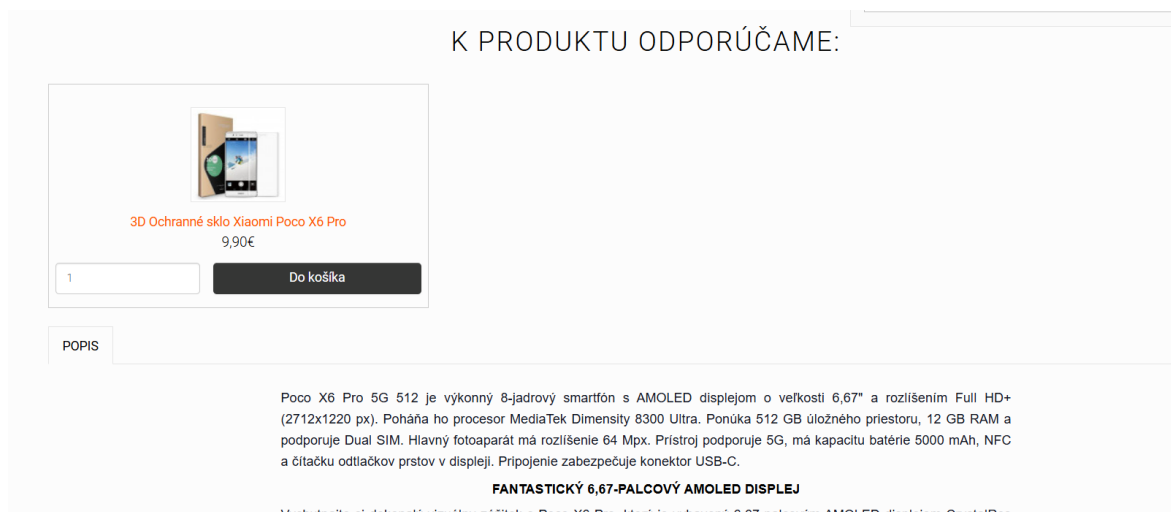 K PRODUKTU ODPORÚČAME:
3D Ochranné sklo Xiaomi Poco X6 Pro
9,90€
1
Do košíka
POPIS
Poco X6 Pro 5G 512 je výkonný 8-jadrový smartfón s AMOLED displejom o veľkosti 6,67" a rozlíšením Full HD+
(2712x1220 px). Poháňa ho procesor MediaTek Dimensity 8300 Ultra. Ponúka 512 GB úložného priestoru, 12 GB RAM a
podporuje Dual SIM. Hlavný fotoaparát má rozlíšenie 64 Mpx. Prístroj podporuje 5G, má kapacitu batérie 5000 mAh, NFC
a čítačku odtlačkov prstov v displeji. Pripojenie zabezpečuje konektor USB-C.
FANTASTICKÝ 6,67-PALCOVÝ AMOLED DISPLEJ